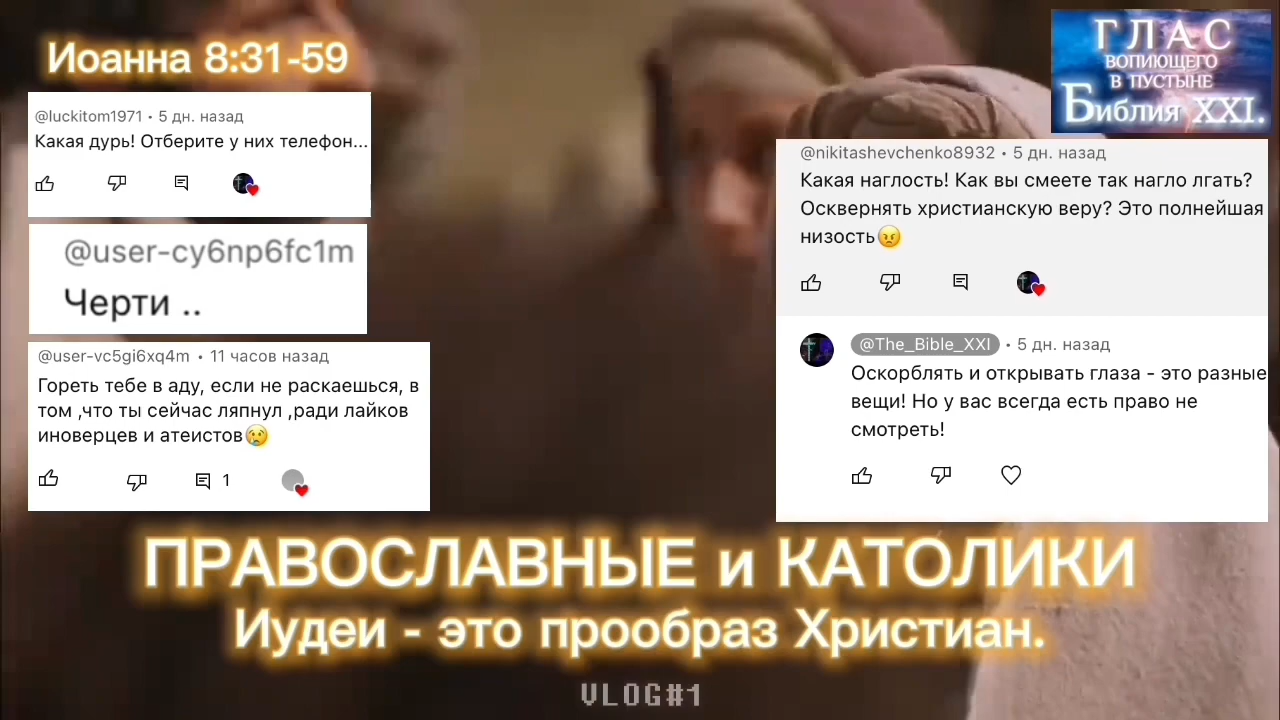 Иоанна 8:31-59
ГЛАС
ВОПИЮЩЕГО
В ПУСТЫНЕ
Библия XXI.
@luckitom1971 • 5 дн. назад
Какая дурь! Отберите у них телефон...
@user-cy6np6fc1m
Черти ..
@user-vc5gi6xq4m • 11 часов назад
Гореть тебе в аду, если не раскаешься, в
том ,что ты сейчас ляпнул ,ради лайков
иноверцев и атеистов😢
1
@nikitashevchenko8932 • 5 дн. назад
Какая наглость! Как вы смеете так нагло лгать?
Осквернять христианскую веру? Это полнейшая
низость😠
@The_Bible_XXI • 5 дн. назад
Оскорблять и открывать глаза - это разные
вещи! Но у вас всегда есть право не
смотреть!
ПРАВОСЛАВНЫЕ и КАТОЛИКИ
Иудеи - это прообраз Христиан.
VLOG#1